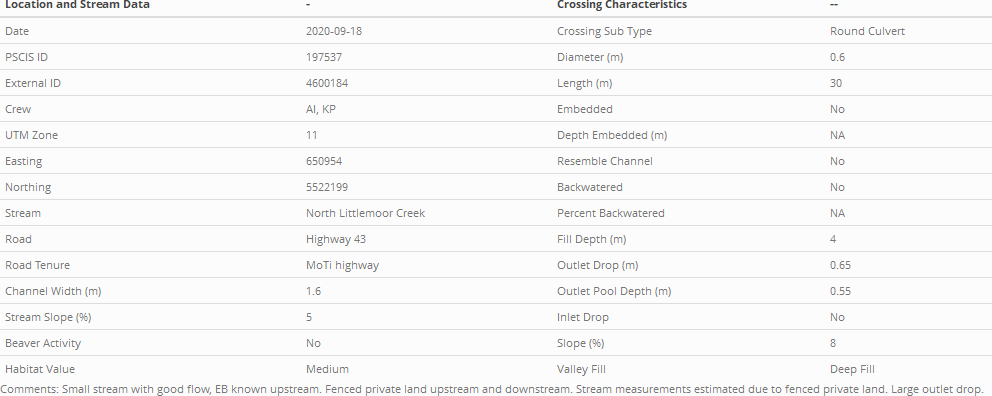 Location and Stream Data - Crossing Characteristics --
Date 2020-09-18 Crossing Sub Type Round Culvert
PSCIS ID 197537 Diameter (m) 0.6
External ID 4600184 Length (m) 30
Crew AI, KP Embedded No
UTM Zone 11 Depth Embedded (m) NA
Easting 650954 Resemble Channel No
Northing 5522199 Backwatered No
Stream North Littlemoor Creek Percent Backwatered NA
Road Highway 43 Fill Depth (m) 4
Road Tenure MoTi highway Outlet Drop (m) 0.65
Channel Width (m) 1.6 Outlet Pool Depth (m) 0.55
Stream Slope (%) 5 Inlet Drop No
Beaver Activity No Slope (%) 8
Habitat Value Medium Valley Fill Deep Fill
Comments: Small stream with good flow, EB known upstream. Fenced private land upstream and downstream. Stream measurements estimated due to fenced private land. Large outlet drop.